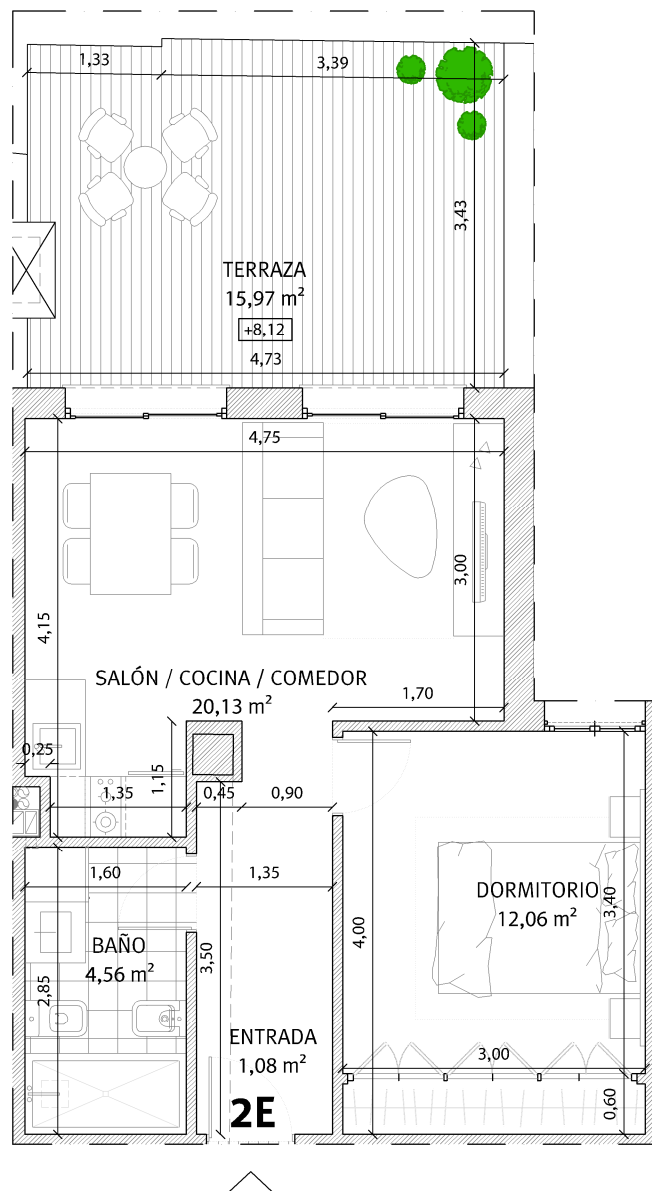 1,33
3,39
3,43
TERRAZA
15,97 m²
+8,12
4,73
4,75
3,00
4,15
SALÓN / COCINA / COMEDOR
20,13 m²
1,70
0,25
1,15
1,35
0,45
0,90
1,60
1,35
DORMITORIO
12,06 m²
3,40
4,00
3,50
BAÑO
4,56 m²
2,85
ENTRADA
1,08 m²
3,00
2E
0,60